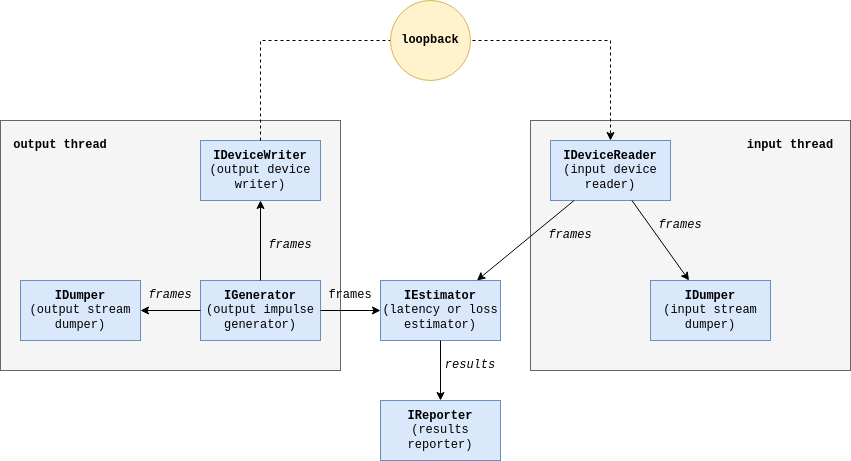 loopback
output thread
input thread
IDeviceWriter
(output device
writer)
IDeviceReader
(input device
reader)
frames
frames
frames
IDumper
(output stream
dumper)
frames
IGenerator
(output impulse
generator)
frames
IEstimator
(latency or loss
estimator)
IDumper
(input stream
dumper)
results
IReporter
(results
reporter)